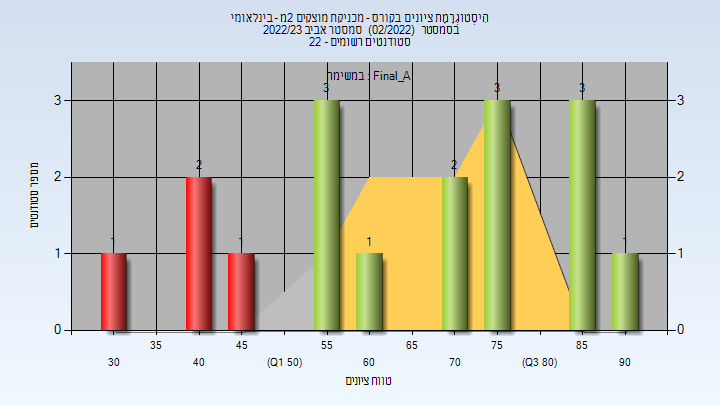 היסטוגרמת ציונים בקורס - מכניקת מוצקים 2מ - בינלאומי
בסמסטר (02/2022) סמסטר אביב 2022/23
סטודנטים רשומים - 22
במשימה : Final_A
3 3 3 3 3
2 2 2 2
1 1 1 1 1 1
0 0
מספר סטודנטים
35 45 55 65 75 85
30 40 (Q1 50) 60 70 (Q3 80) 90
טווח ציונים